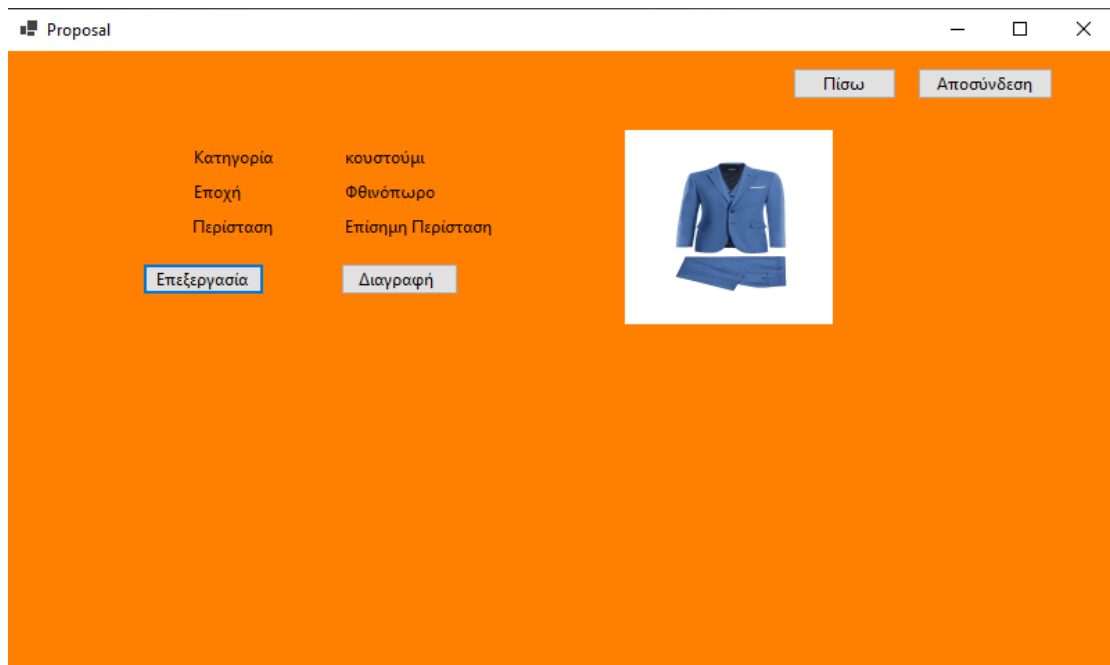 Proposal
Πίσω Αποσύνδεση
Κατηγορία κουστούμι
Εποχή Φθινόπωρο
Περίσταση Επίσημη Περίσταση
Επεξεργασία Διαγραφή